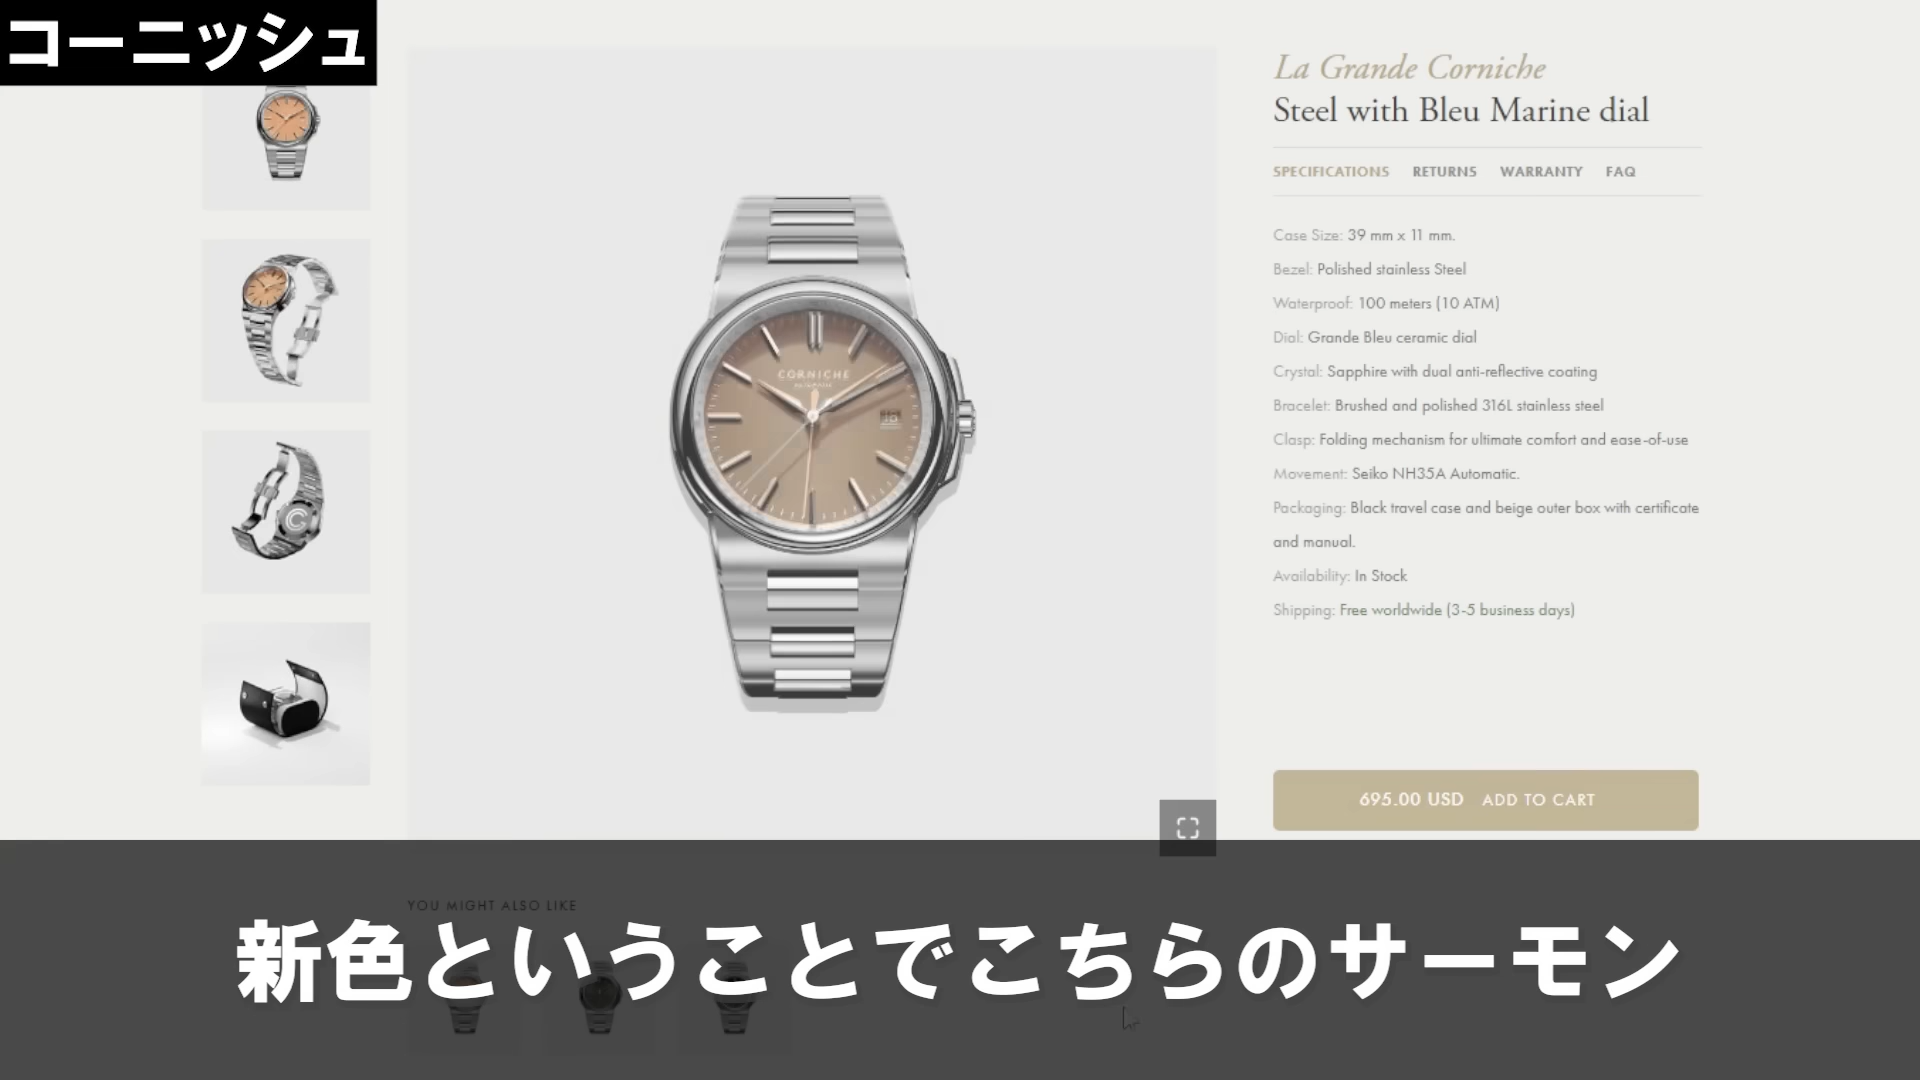 コーニッシュ
La Grande Corniche
Steel with Bleu Marine dial
SPECIFICATIONS RETURNS WARRANTY FAQ
Case Size: 39 mm x 11 mm.
Bezel: Polished stainless Steel
Waterproof: 100 meters (10 ATM)
Dial: Grande Bleu ceramic dial
Crystal: Sapphire with dual anti-reflective coating
Bracelet: Brushed and polished 316L stainless steel
Clasp: Folding mechanism for ultimate comfort and ease-of-use
Movement: Seiko NH35A Automatic.
Packaging: Black travel case and beige outer box with certificate
and manual.
Availability: In Stock
Shipping: Free worldwide (3-5 business days)
CORNICHE
695.00 USD ADD TO CART
YOU MIGHT ALSO LIKE
新色ということでこちらのサーモン